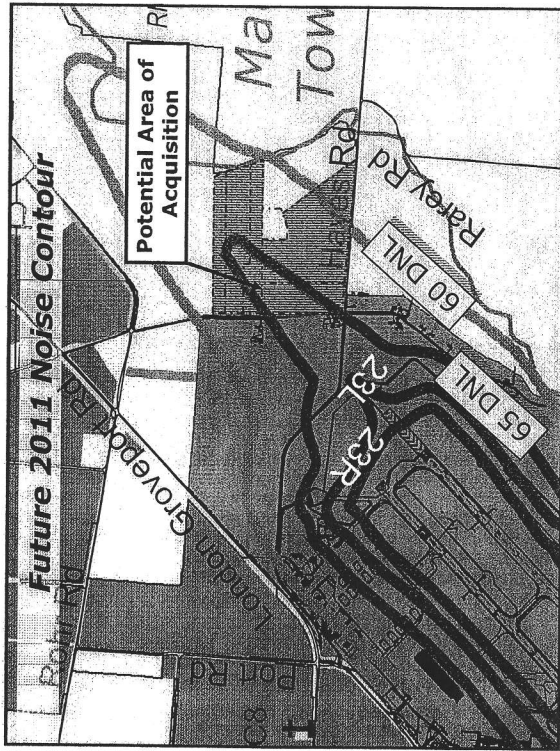 Future 2011 Noise Contour
Potential Area of
Acquisition
Ma
Tow
Rohr Rd
London Groveport Rd
Port Rd
Hayes Rd
Rarey Rd
60 DNL
65 DNL
23L
23R
C8